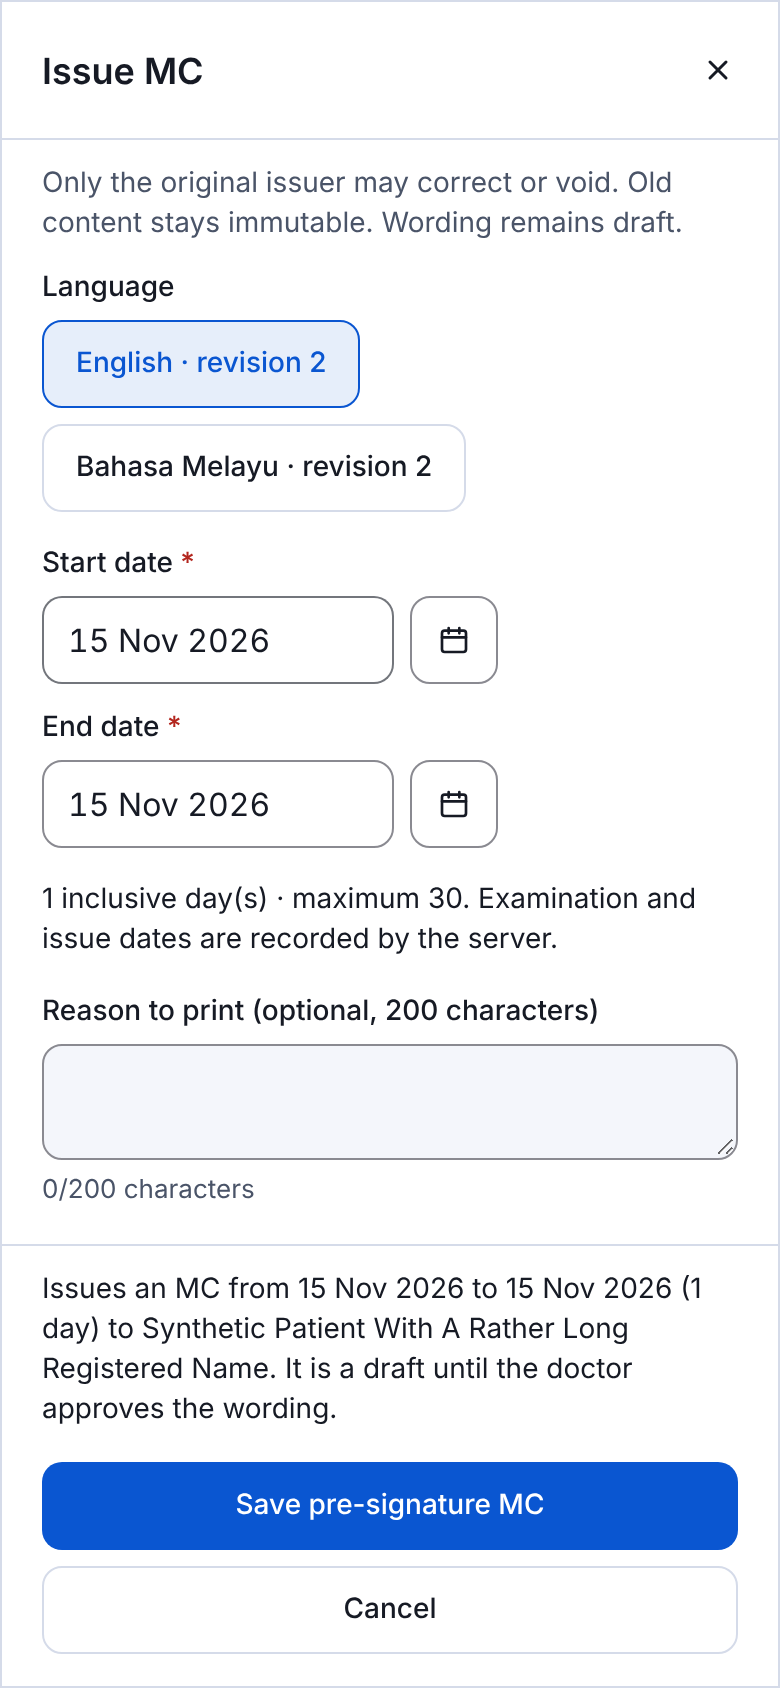 Issue MC
Only the original issuer may correct or void. Old
content stays immutable. Wording remains draft.
Language
English · revision 2
Bahasa Melayu · revision 2
Start date *
15 Nov 2026
End date *
15 Nov 2026
1 inclusive day(s) · maximum 30. Examination and
issue dates are recorded by the server.
Reason to print (optional, 200 characters)
0/200 characters
Issues an MC from 15 Nov 2026 to 15 Nov 2026 (1
day) to Synthetic Patient With A Rather Long
Registered Name. It is a draft until the doctor
approves the wording.
Save pre-signature MC
Cancel